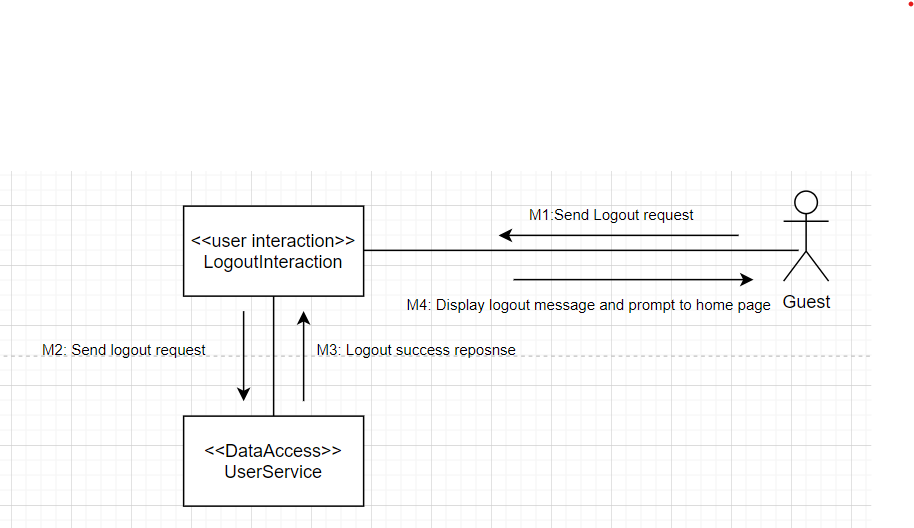 M1:Send Logout request
<<user interaction>>
LogoutInteraction
M4: Display logout message and prompt to home page
Guest
M2: Send logout request
M3: Logout success reposnse
<<DataAccess>>
UserService